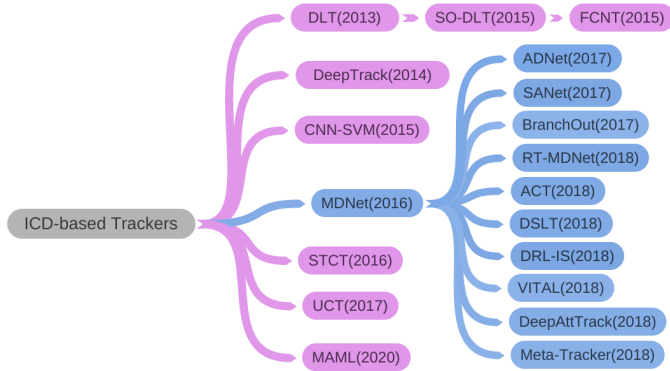 DLT(2013)
SO-DLT(2015)
FCNT(2015)
DeepTrack(2014)
CNN-SVM(2015)
ICD-based Trackers
MDNet(2016)
STCT(2016)
UCT(2017)
MAML(2020)
ADNet(2017)
SANet(2017)
BranchOut(2017)
RT-MDNet(2018)
ACT(2018)
DSLT(2018)
DRL-IS(2018)
VITAL(2018)
DeepAttTrack(2018)
Meta-Tracker(2018)